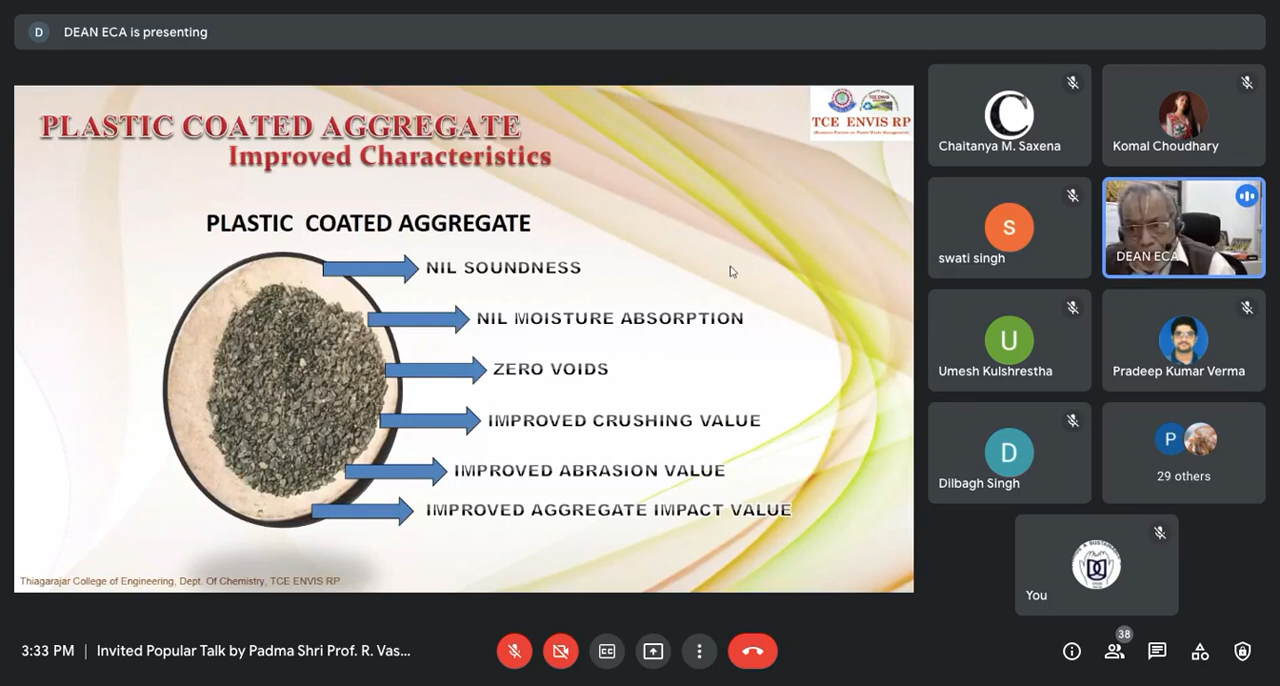 D DEAN ECA is presenting
PLASTIC COATED AGGREGATE
Improved Characteristics
TCE ENVIS RP
PLASTIC COATED AGGREGATE
NIL SOUNDNESS
NIL MOISTURE ABSORPTION
ZERO VOIDS
IMPROVED CRUSHING VALUE
IMPROVED ABRASION VALUE
IMPROVED AGGREGATE IMPACT VALUE
Thiagarajar College of Engineering, Dept. Of Chemistry, TCE ENVIS RP
C
Chaitanya M. Saxena
Komal Choudhary
S
swati singh
DEAN ECA
U
Umesh Kulshrestha
Pradeep Kumar Verma
D
Dilbagh Singh
P
29 others
You
3:33 PM | Invited Popular Talk by Padma Shri Prof. R. Vas...
38